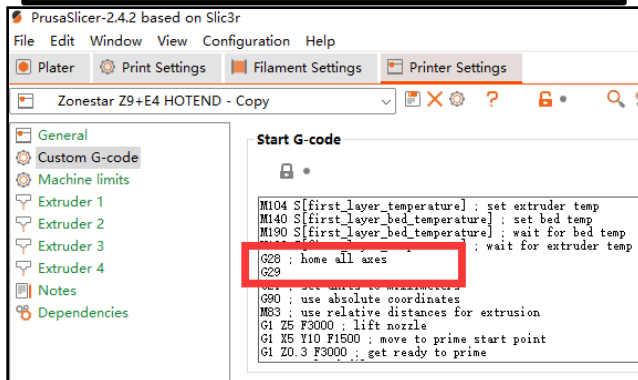 PrusaSlicer-2.4.2 based on Slic3r
File Edit Window View Configuration Help
Plater Print Settings Filament Settings Printer Settings
Zonestar Z9+E4 HOTEND - Copy
General
Custom G-code
Machine limits
Extruder 1
Extruder 2
Extruder 3
Extruder 4
Notes
Dependencies
Start G-code
M104 S[first_layer_temperature] ; set extruder temp
M140 S[first_layer_bed_temperature] ; set bed temp
M190 S[first_layer_bed_temperature] ; wait for bed temp
; wait for extruder temp
G28 ; home all axes
G29
G21 ; set units to millimeters
G90 ; use absolute coordinates
M83 ; use relative distances for extrusion
G1 Z5 F3000 ; lift nozzle
G1 X5 Y10 F1500 ; move to prime start point
G1 Z0.3 F3000 ; get ready to prime